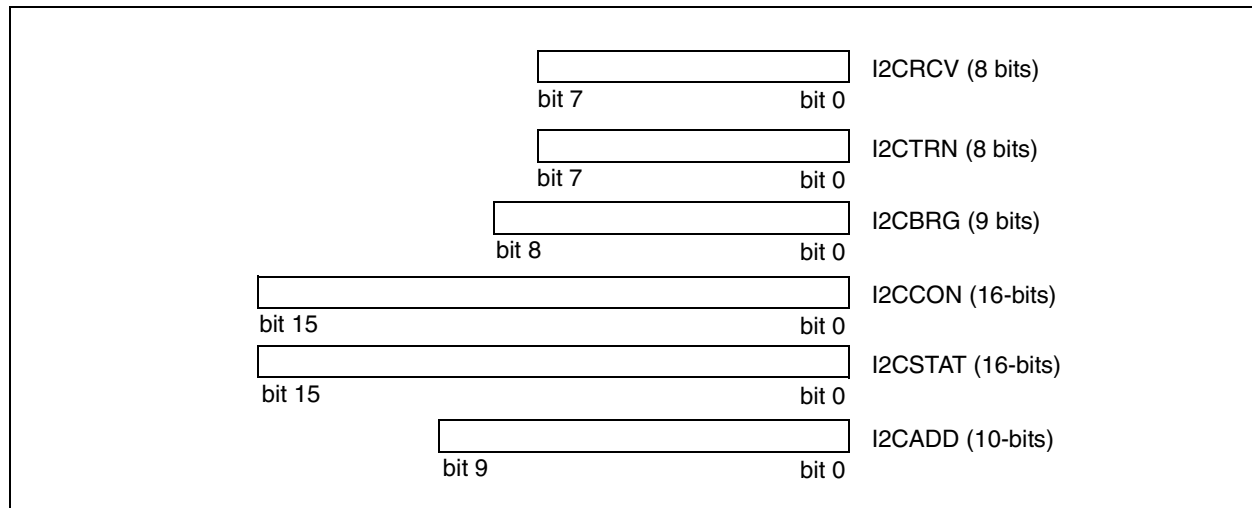 I2CRCV (8 bits)
bit 7 bit 0
I2CTRN (8 bits)
bit 7 bit 0
I2CBRG (9 bits)
bit 8 bit 0
I2CCON (16-bits)
bit 15 bit 0
I2CSTAT (16-bits)
bit 15 bit 0
I2CADD (10-bits)
bit 9 bit 0